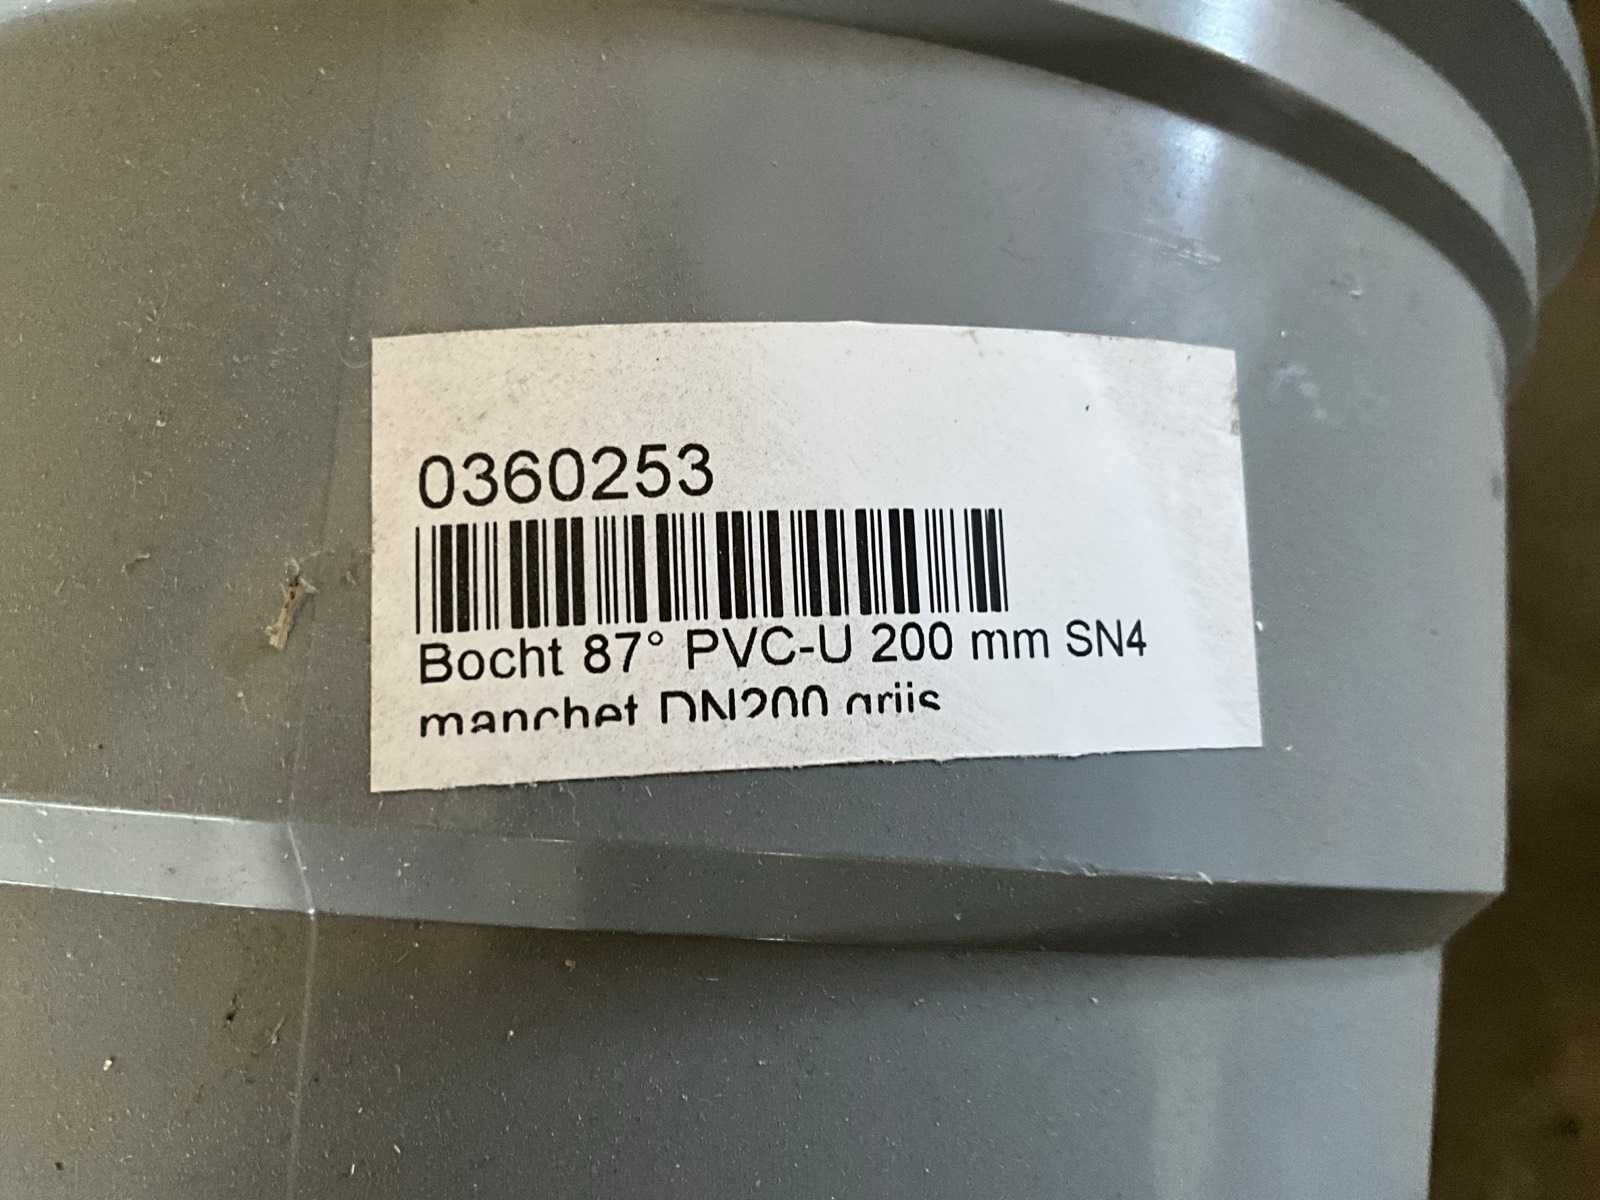 0360253
Bocht 87° PVC-U 200 mm SN4
manchet DN200 grijs